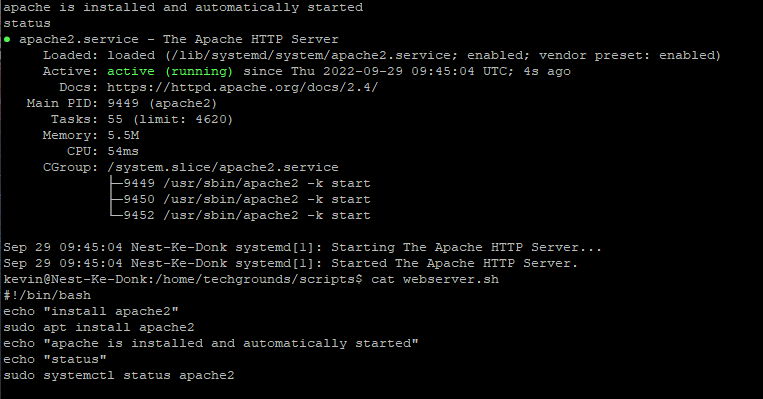 apache is installed and automatically started
status
● apache2.service - The Apache HTTP Server
     Loaded: loaded (/lib/systemd/system/apache2.service; enabled; vendor preset: enabled)
     Active: active (running) since Thu 2022-09-29 09:45:04 UTC; 4s ago
       Docs: https://httpd.apache.org/docs/2.4/
   Main PID: 9449 (apache2)
      Tasks: 55 (limit: 4620)
     Memory: 5.5M
        CPU: 54ms
     CGroup: /system.slice/apache2.service
             ├─9449 /usr/sbin/apache2 -k start
             ├─9450 /usr/sbin/apache2 -k start
             └─9452 /usr/sbin/apache2 -k start

Sep 29 09:45:04 Nest-Ke-Donk systemd[1]: Starting The Apache HTTP Server...
Sep 29 09:45:04 Nest-Ke-Donk systemd[1]: Started The Apache HTTP Server.
kevin@Nest-Ke-Donk:/home/techgrounds/scripts$ cat webserver.sh
#!/bin/bash
echo "install apache2"
sudo apt install apache2
echo "apache is installed and automatically started"
echo "status"
sudo systemctl status apache2